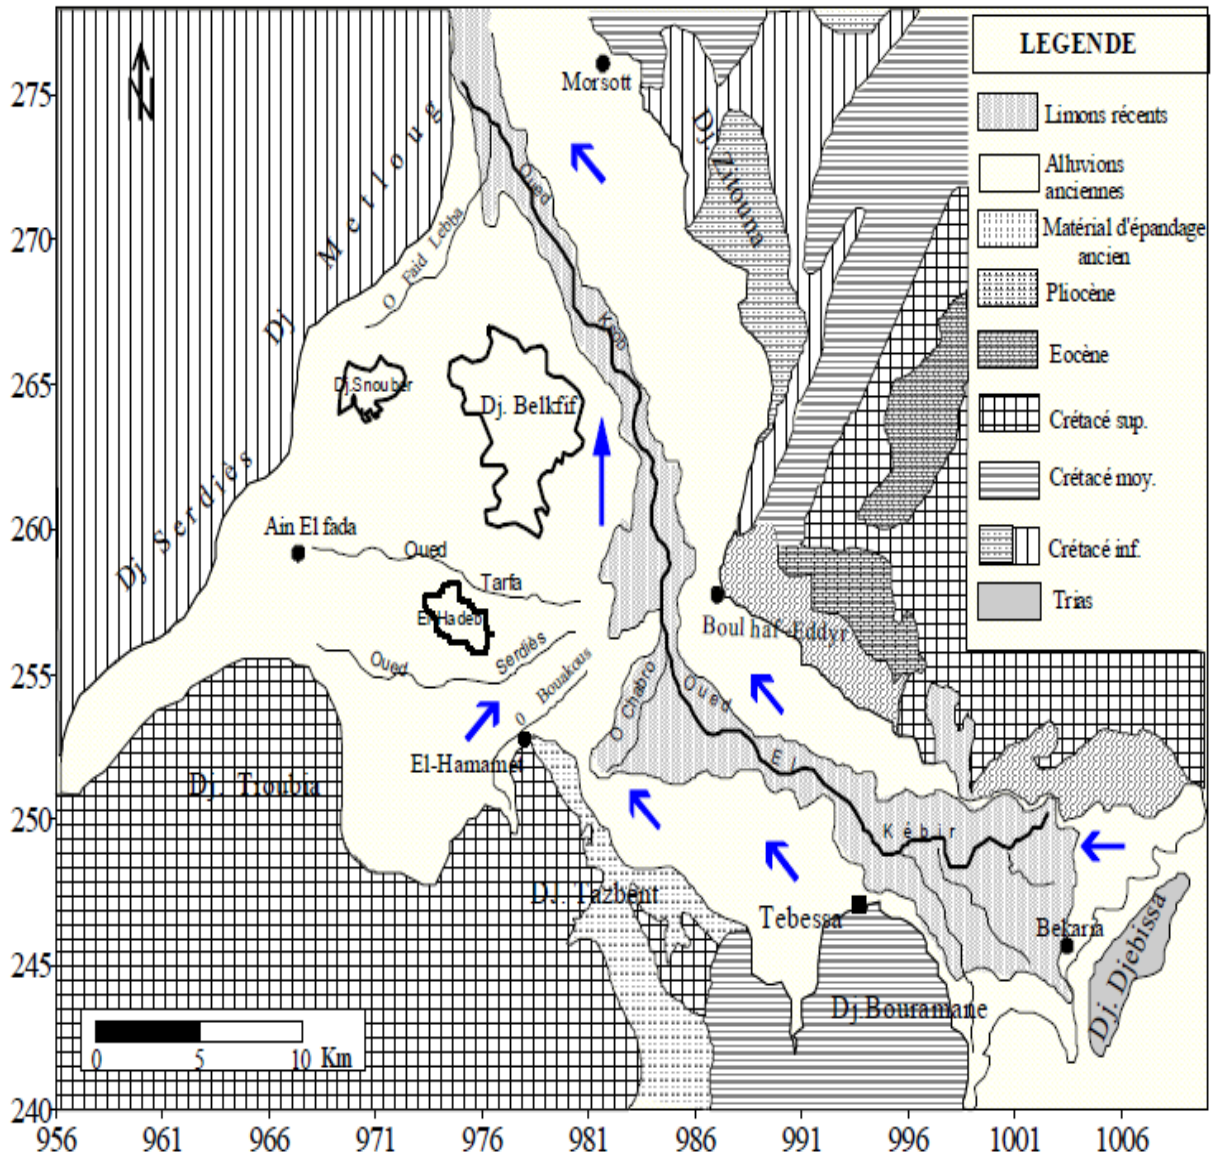 LEGENDE
Limons récents
Alluvions
anciennes
Matérial d'épandage
ancien
Pliocène
Eocène
Crétacé sup.
Crétacé moy.
Crétacé inf.
Trias
N
Morsott
Dj. Zitouna
Dj Metloug
O Faid Lebba
Oued
Ksob
Dj.Snouber
Dj. Belkfif
Dj Serdiès
Ain El fada
Oued
Tarfa
El-Hadeb
Oued
Serdiès
O Bouakous
O Chabro
Boul haf-Eddyr
Oued
El
Kébir
El-Hamamet
Dj. Troubia
Dj. Tazbent
Tebessa
Bekaria
Dj. Djebissa
Dj.Bouramane
0 5 10 Km
275
270
265
260
255
250
245
240
956 961 966 971 976 981 986 991 996 1001 1006